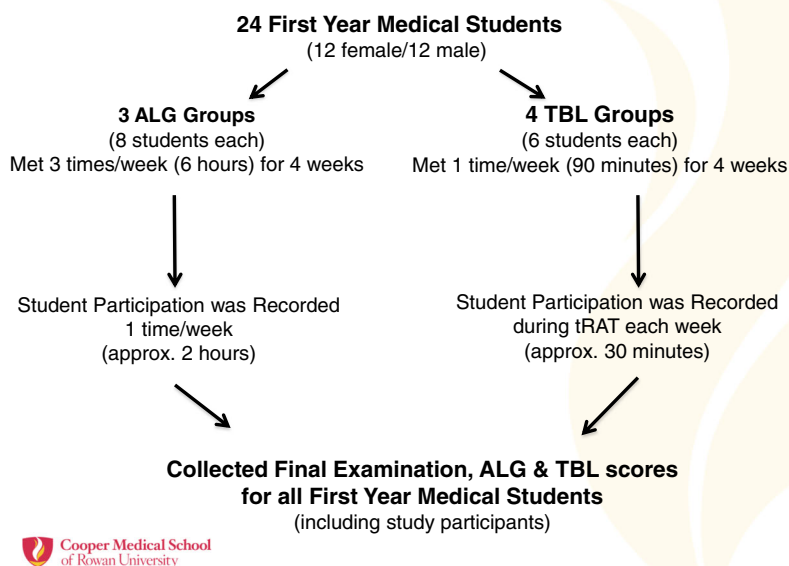 24 First Year Medical Students
(12 female/12 male)
3 ALG Groups
(8 students each)
Met 3 times/week (6 hours) for 4 weeks
4 TBL Groups
(6 students each)
Met 1 time/week (90 minutes) for 4 weeks
Student Participation was Recorded
1 time/week
(approx. 2 hours)
Student Participation was Recorded
during tRAT each week
(approx. 30 minutes)
Collected Final Examination, ALG & TBL scores
for all First Year Medical Students
(including study participants)
Cooper Medical School
of Rowan University